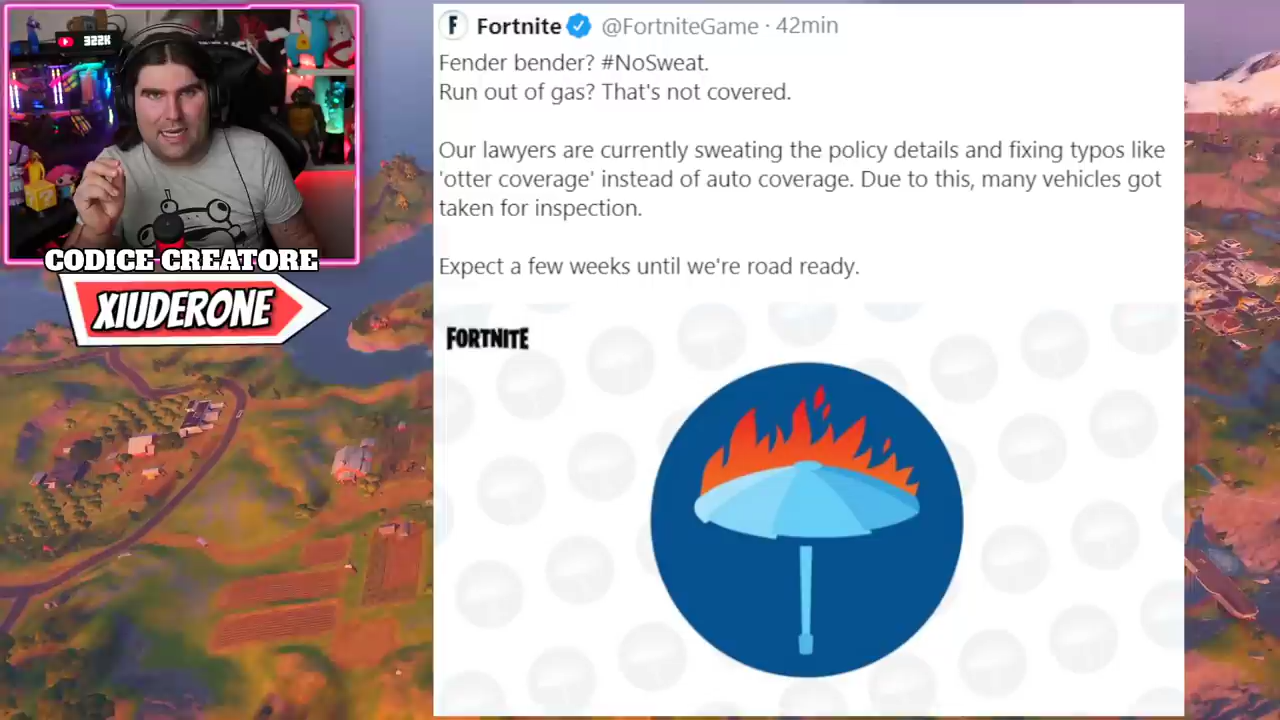 322K
CODICE CREATORE
XIUDERONE
F Fortnite @FortniteGame · 42min
Fender bender? #NoSweat.
Run out of gas? That's not covered.
Our lawyers are currently sweating the policy details and fixing typos like
'otter coverage' instead of auto coverage. Due to this, many vehicles got
taken for inspection.
Expect a few weeks until we're road ready.
FORTNITE